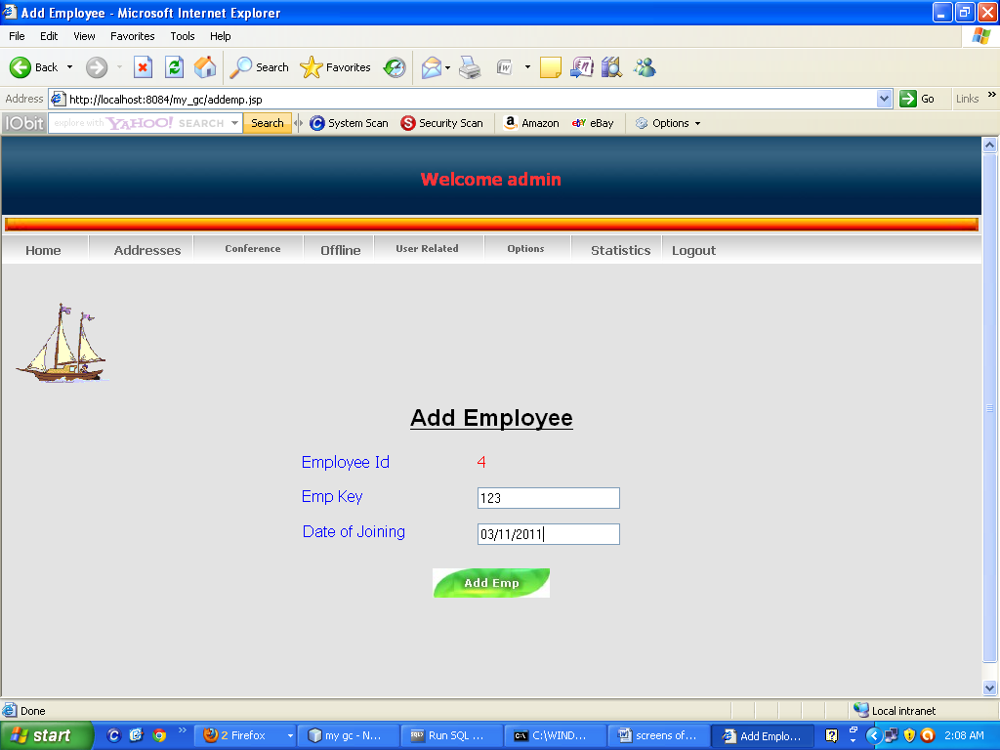 Add Employee - Microsoft Internet Explorer
File Edit View Favorites Tools Help
Back Search Favorites
Address http://localhost:8084/my_gc/addemp.jsp Go Links »
IObit explore with YAHOO! SEARCH Search System Scan Security Scan Amazon eBay Options
Welcome admin
Home Addresses Conference Offline User Related Options Statistics Logout
Add Employee
Employee Id 4
Emp Key 123
Date of Joining 03/11/2011
Add Emp
Done Local intranet
start 2 Firefox my gc - N... Run SQL ... C:\WIND... screens of... Add Emplo... 2:08 AM